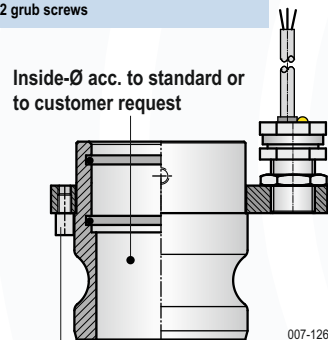 2 grub screws
Inside-Ø acc. to standard or
to customer request
007-126